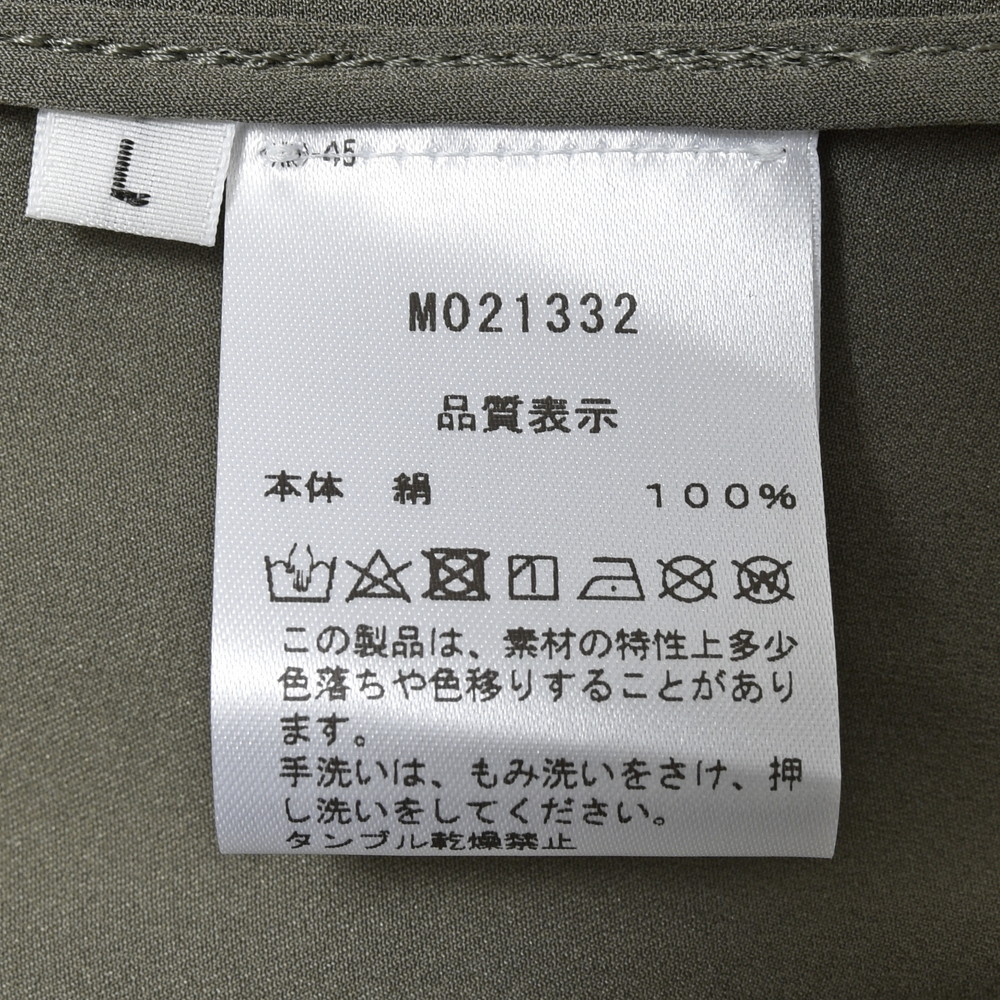 L
-45
M021332
品質表示
本体 絹 100%
この製品は、素材の特性上多少
色落ちや色移りすることがあり
ます。
手洗いは、もみ洗いをさけ、押
し洗いをしてください。
タンブル乾燥禁止